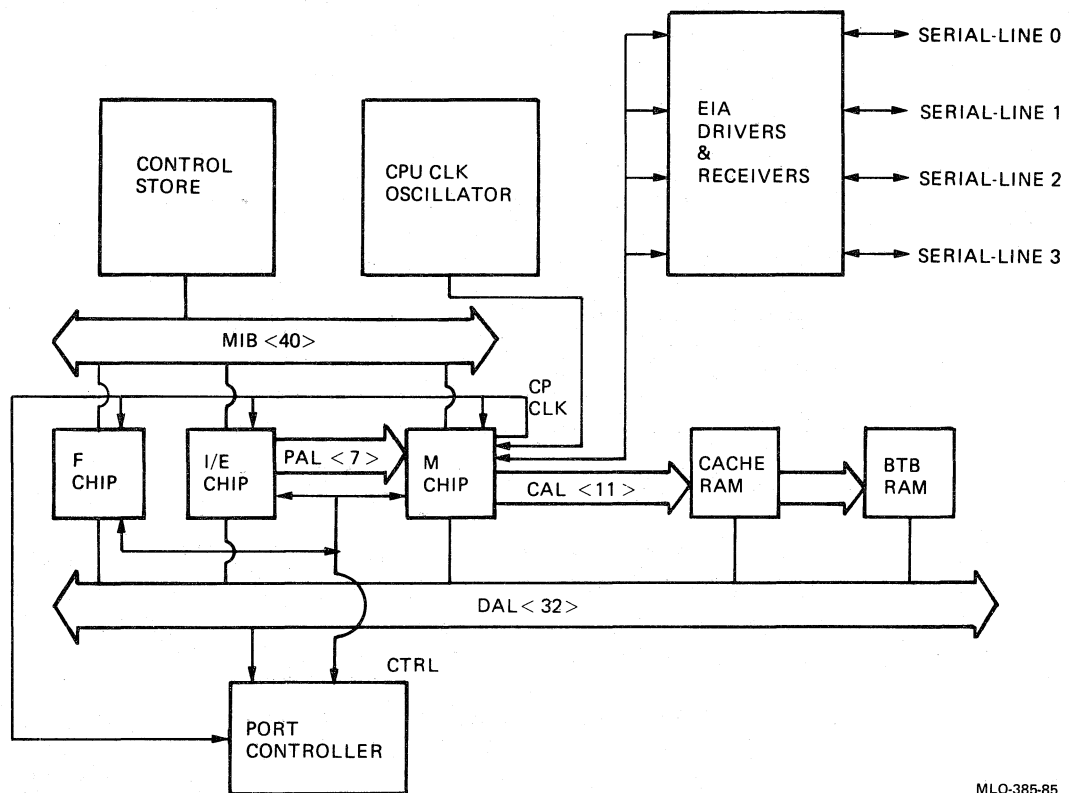 SERIAL-LINE 0
SERIAL-LINE 1
SERIAL-LINE 2
SERIAL-LINE 3
EIA
DRIVERS
&
RECEIVERS
CONTROL
STORE
CPU CLK
OSCILLATOR
MIB <40>
CP
CLK
F
CHIP
I/E
CHIP
PAL <7>
M
CHIP
CAL <11>
CACHE
RAM
BTB
RAM
DAL <32>
CTRL
PORT
CONTROLLER
MLO-385-85